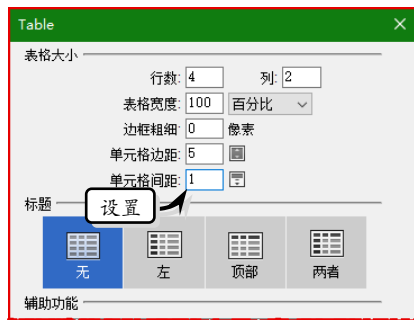 Table
表格大小
行数: 4 列: 2
表格宽度: 100 百分比
边框粗细: 0 像素
单元格边距: 5
单元格间距: 1
标题
设置
无 左 顶部 两者
辅助功能